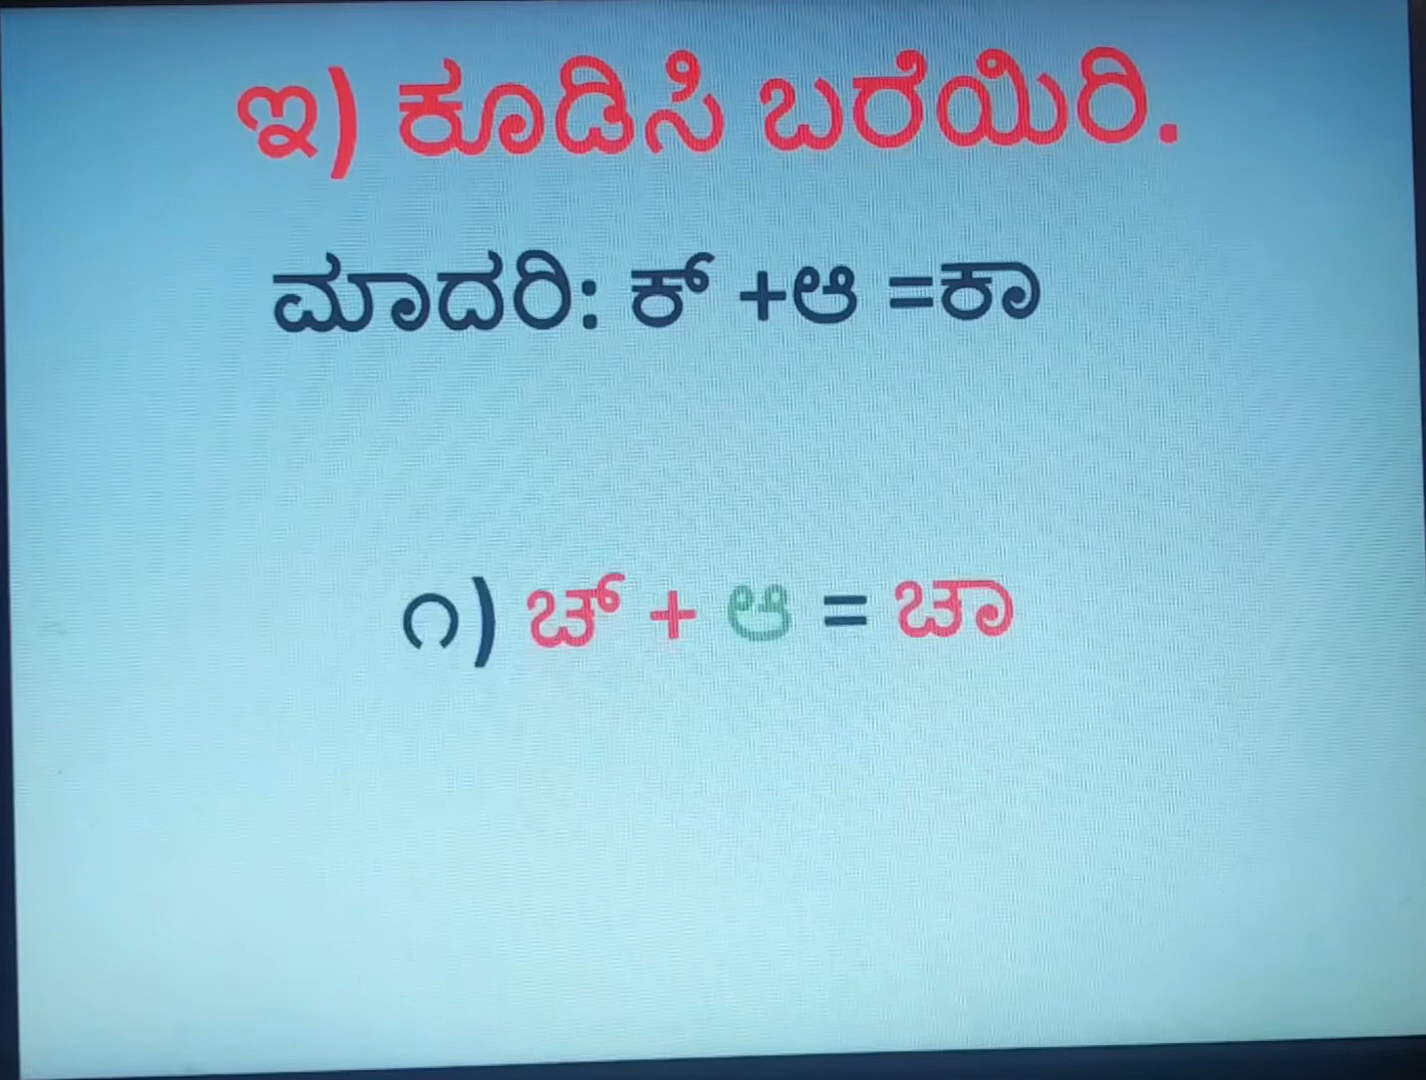 ಇ) ಕೂಡಿಸಿ ಬರೆಯಿರಿ.
ಮಾದರಿ: ಕ್ +ಆ =ಕಾ
೧) ಚ್ + ಆ = ಚಾ